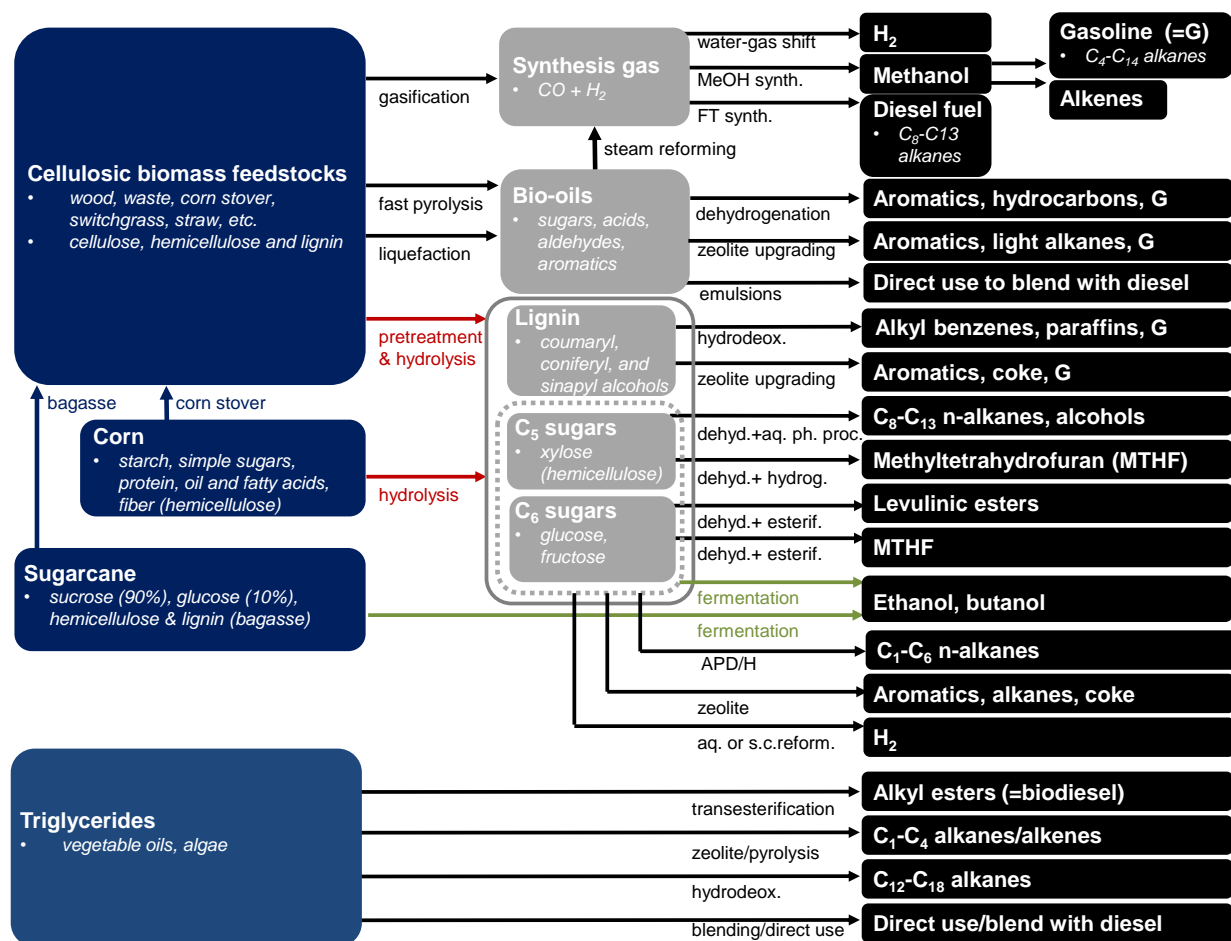 Cellulosic biomass feedstocks
• wood, waste, corn stover,
switchgrass, straw, etc.
• cellulose, hemicellulose and lignin
bagasse
corn stover
Corn
• starch, simple sugars,
protein, oil and fatty acids,
fiber (hemicellulose)
Sugarcane
• sucrose (90%), glucose (10%),
hemicellulose & lignin (bagasse)
Triglycerides
• vegetable oils, algae
gasification
fast pyrolysis
liquefaction
pretreatment
& hydrolysis
hydrolysis
Synthesis gas
• CO + H₂
steam reforming
Bio-oils
• sugars, acids,
aldehydes,
aromatics
Lignin
• coumaryl,
coniferyl, and
sinapyl alcohols
C₅ sugars
• xylose
(hemicellulose)
C₆ sugars
• glucose,
fructose
water-gas shift
MeOH synth.
FT synth.
dehydrogenation
zeolite upgrading
emulsions
hydrodeox.
zeolite upgrading
dehyd.+aq. ph. proc.
dehyd.+ hydrog.
dehyd.+ esterif.
dehyd.+ esterif.
fermentation
fermentation
APD/H
zeolite
aq. or s.c.reform.
transesterification
zeolite/pyrolysis
hydrodeox.
blending/direct use
H₂
Methanol
Diesel fuel
• C₈-C13
alkanes
Gasoline (=G)
• C₄-C₁₄ alkanes
Alkenes
Aromatics, hydrocarbons, G
Aromatics, light alkanes, G
Direct use to blend with diesel
Alkyl benzenes, paraffins, G
Aromatics, coke, G
C₈-C₁₃ n-alkanes, alcohols
Methyltetrahydrofuran (MTHF)
Levulinic esters
MTHF
Ethanol, butanol
C₁-C₆ n-alkanes
Aromatics, alkanes, coke
H₂
Alkyl esters (=biodiesel)
C₁-C₄ alkanes/alkenes
C₁₂-C₁₈ alkanes
Direct use/blend with diesel